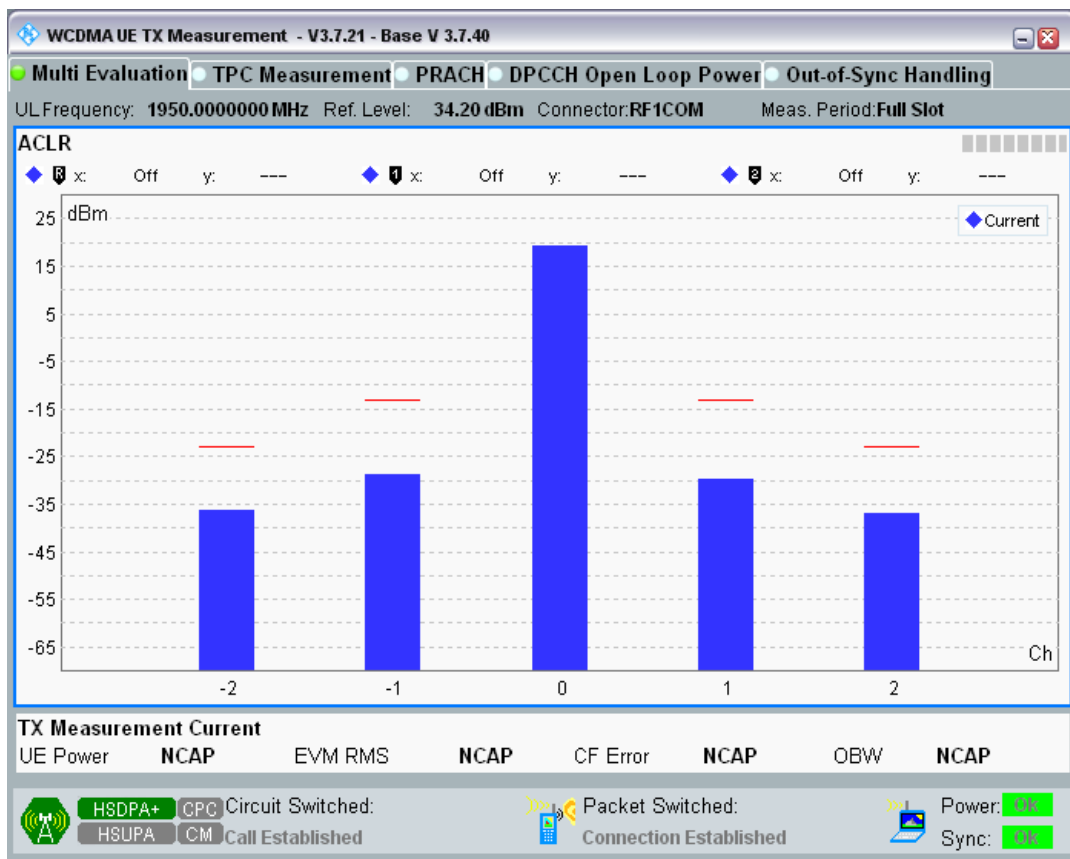 WCDMA UE TX Measurement - V3.7.21 - Base V 3.7.40
Multi Evaluation TPC Measurement PRACH DPCCH Open Loop Power Out-of-Sync Handling
UL Frequency: 1950.0000000 MHz Ref. Level: 34.20 dBm Connector:RF1COM Meas. Period:Full Slot
ACLR
R x: Off y: --- 1 x: Off y: --- 2 x: Off y: ---
dBm
Current
25
15
5
-5
-15
-25
-35
-45
-55
-65
Ch
-2 -1 0 1 2
TX Measurement Current
UE Power NCAP EVM RMS NCAP CF Error NCAP OBW NCAP
HSDPA+ CPC Circuit Switched: Packet Switched: Power: OK
HSUPA CM Call Established Connection Established Sync: OK